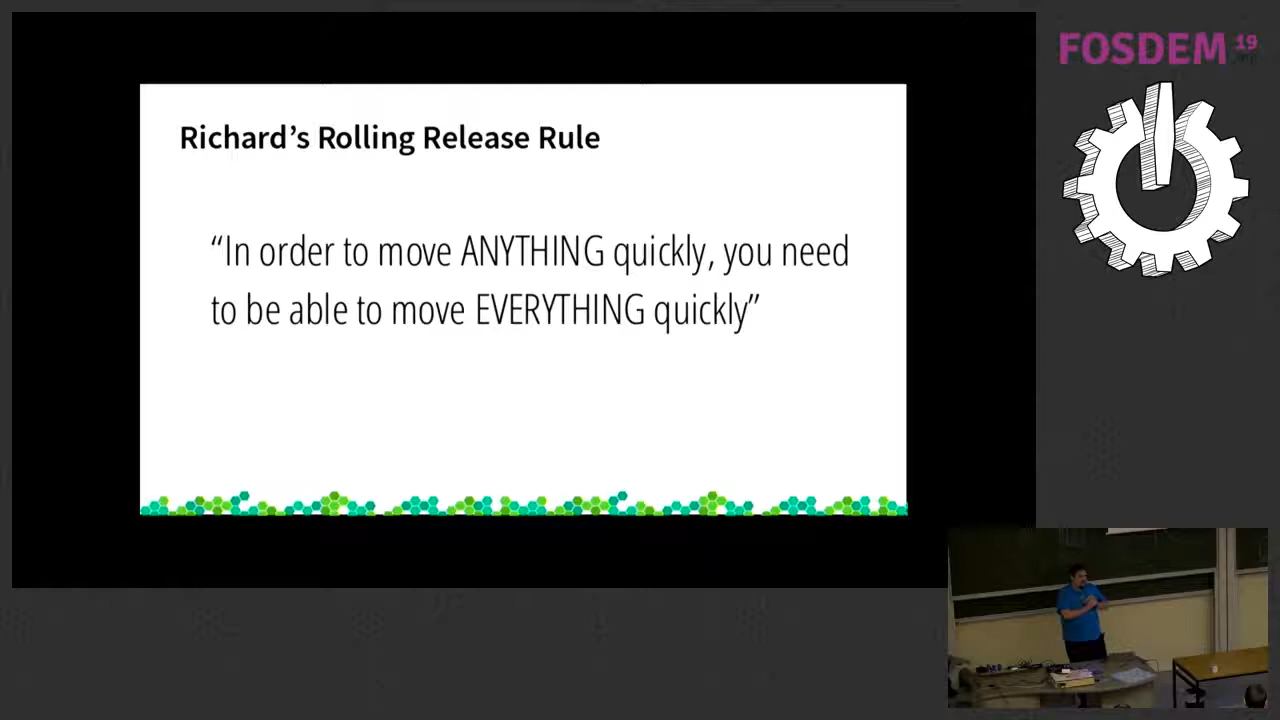 Richard’s Rolling Release Rule
“In order to move ANYTHING quickly, you need
to be able to move EVERYTHING quickly”
FOSDEM 19